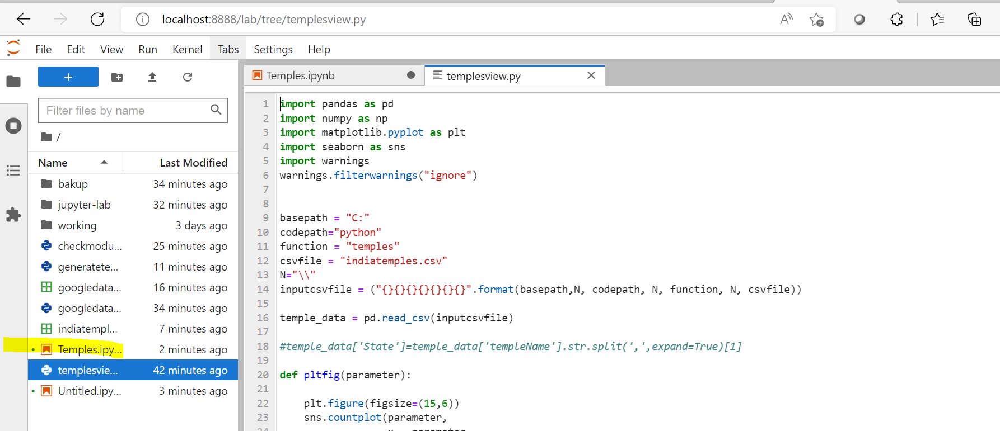 localhost:8888/lab/tree/templesview.py
File Edit View Run Kernel Tabs Settings Help
Temples.ipynb
templesview.py
Filter files by name
/
Name Last Modified
bakup 34 minutes ago
jupyter-lab 32 minutes ago
working 3 days ago
checkmodu... 25 minutes ago
generatete... 11 minutes ago
googledata... 16 minutes ago
googledata... 34 minutes ago
indiatempl... 7 minutes ago
Temples.ipy... 2 minutes ago
templesvie... 42 minutes ago
Untitled.ipy... 3 minutes ago
1 import pandas as pd
2 import numpy as np
3 import matplotlib.pyplot as plt
4 import seaborn as sns
5 import warnings
6 warnings.filterwarnings("ignore")
7
8
9 basepath = "C:"
10 codepath="python"
11 function = "temples"
12 csvfile = "indiatemples.csv"
13 N="\\"
14 inputcsvfile = ("{}{}{}{}{}{}{}".format(basepath,N, codepath, N, function, N, csvfile))
15
16 temple_data = pd.read_csv(inputcsvfile)
17
18 #temple_data['State']=temple_data['templeName'].str.split(',',expand=True)[1]
19
20 def pltfig(parameter):
21
22 plt.figure(figsize=(15,6))
23 sns.countplot(parameter,